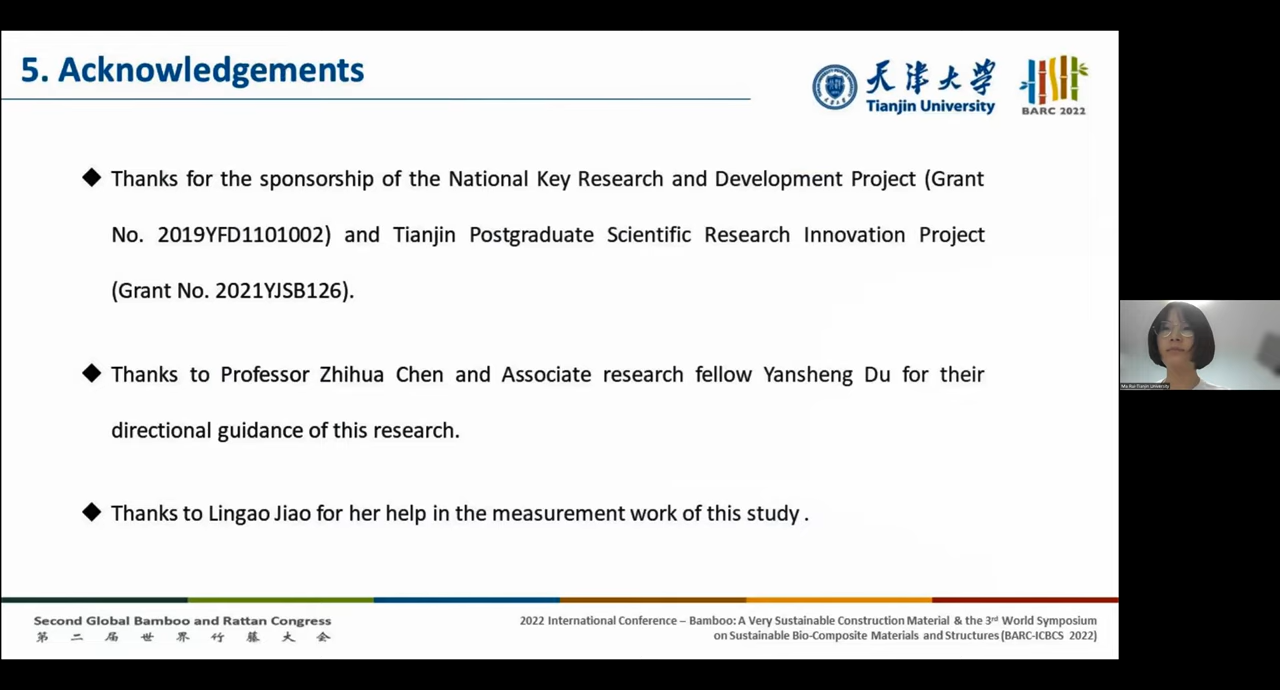 5. Acknowledgements
天津大学
Tianjin University
BARC 2022
◆ Thanks for the sponsorship of the National Key Research and Development Project (Grant
No. 2019YFD1101002) and Tianjin Postgraduate Scientific Research Innovation Project
(Grant No. 2021YJSB126).
◆ Thanks to Professor Zhihua Chen and Associate research fellow Yansheng Du for their
directional guidance of this research.
◆ Thanks to Lingao Jiao for her help in the measurement work of this study .
Second Global Bamboo and Rattan Congress
第二届世界竹藤大会
2022 International Conference – Bamboo: A Very Sustainable Construction Material & the 3rd World Symposium
on Sustainable Bio-Composite Materials and Structures (BARC-ICBCS 2022)
Ma Rui-Tianjin University